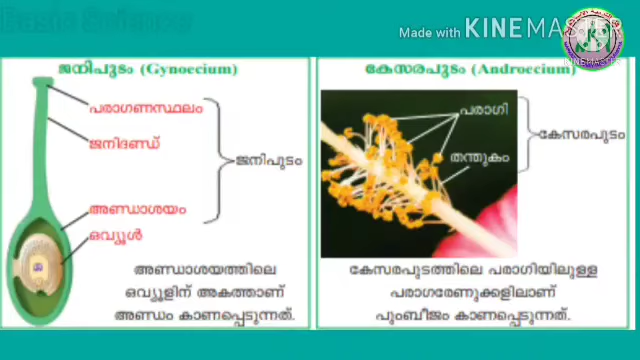 Made with KINEMASTER
KINEMASTER
ജനിപുടം (Gynoecium)
പരാഗണസ്ഥലം
ജനിദണ്ഡ്
ജനിപുടം
അണ്ഡാശയം
ഒവ്യൂൾ
അണ്ഡാശയത്തിലെ
ഒവ്യൂളിന് അകത്താണ്
അണ്ഡം കാണപ്പെടുന്നത്.
കേസരപുടം (Androecium)
പരാഗി
കേസരപുടം
തന്തുകം
കേസരപുടത്തിലെ പരാഗിയിലുള്ള
പരാഗരേണുക്കളിലാണ്
പുംബീജം കാണപ്പെടുന്നത്.